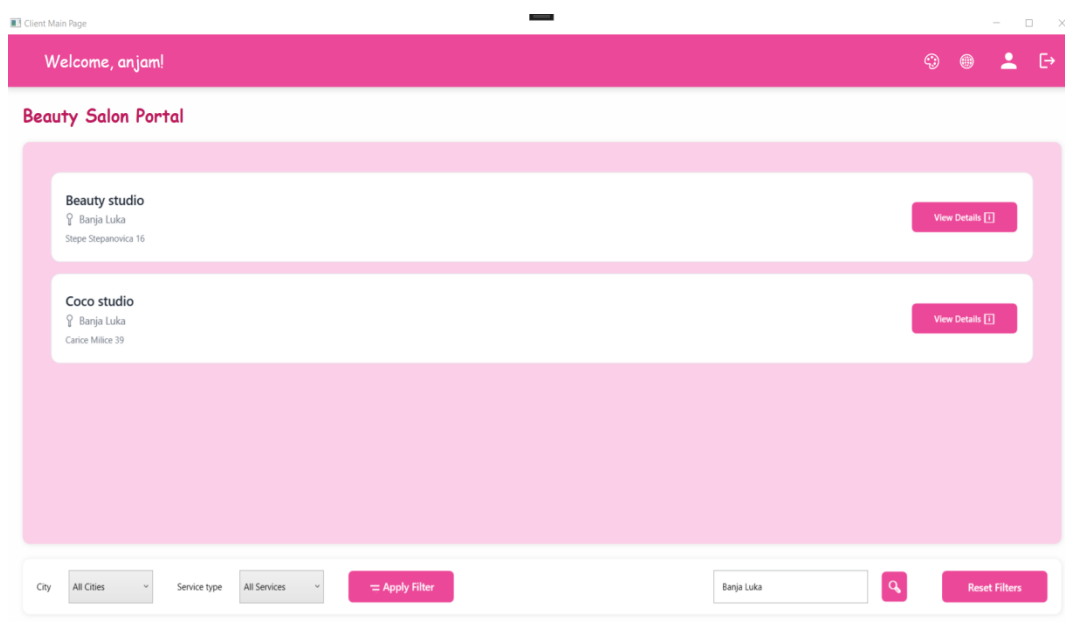 Client Main Page
Welcome, anjam!
Beauty Salon Portal
Beauty studio
Banja Luka
Stepe Stepanovica 16
View Details
Coco studio
Banja Luka
Carice Milice 39
View Details
City All Cities Service type All Services Apply Filter Banja Luka Reset Filters